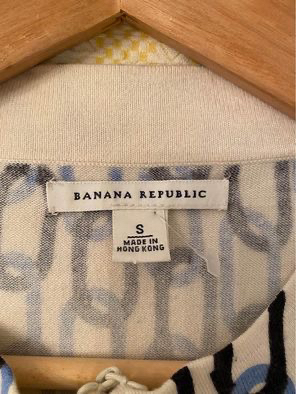 BANANA REPUBLIC
S
MADE IN
HONG KONG